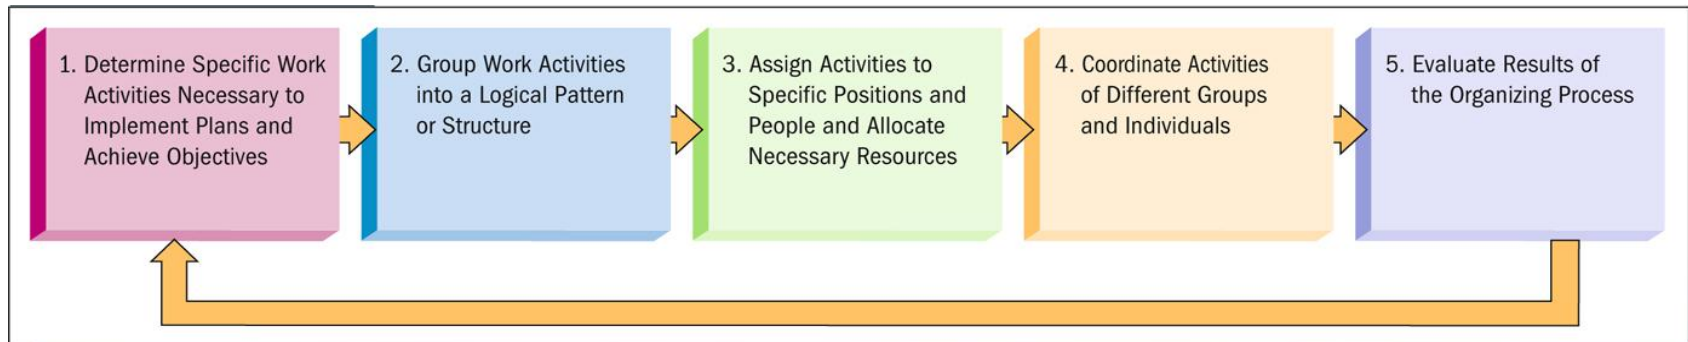 1. Determine Specific Work
Activities Necessary to
Implement Plans and
Achieve Objectives
2. Group Work Activities
into a Logical Pattern
or Structure
3. Assign Activities to
Specific Positions and
People and Allocate
Necessary Resources
4. Coordinate Activities
of Different Groups
and Individuals
5. Evaluate Results of
the Organizing Process